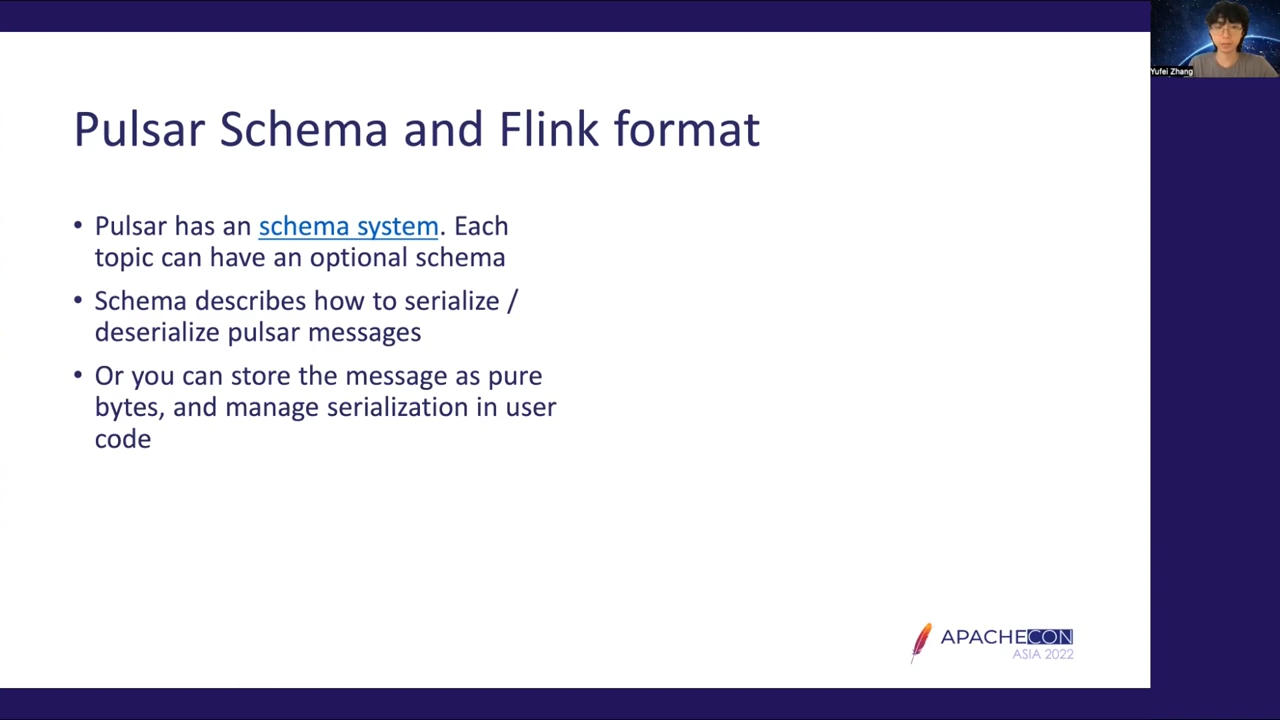 Pulsar Schema and Flink format
• Pulsar has an schema system. Each
topic can have an optional schema
• Schema describes how to serialize /
deserialize pulsar messages
• Or you can store the message as pure
bytes, and manage serialization in user
code
APACHECON
ASIA 2022
Yufei Zhang